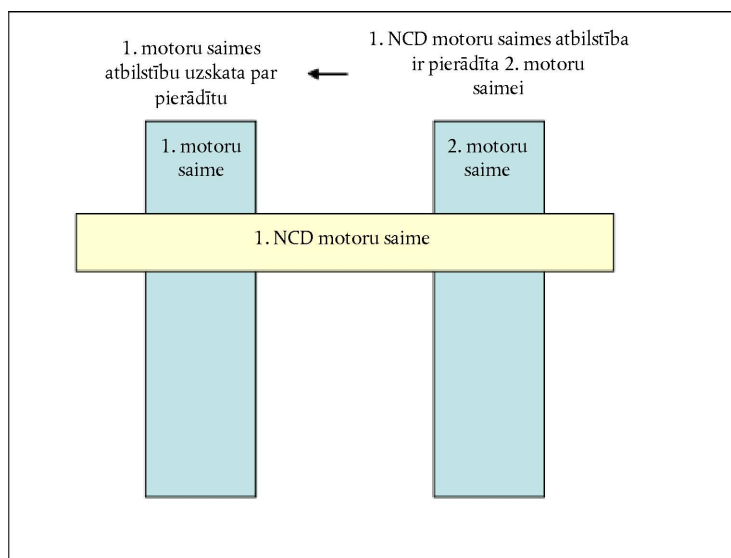 1. motoru saimes
atbilstību uzskata par
pierādītu
1. NCD motoru saimes atbilstība
ir pierādīta 2. motoru
saimei
1. motoru
saime
2. motoru
saime
1. NCD motoru saime